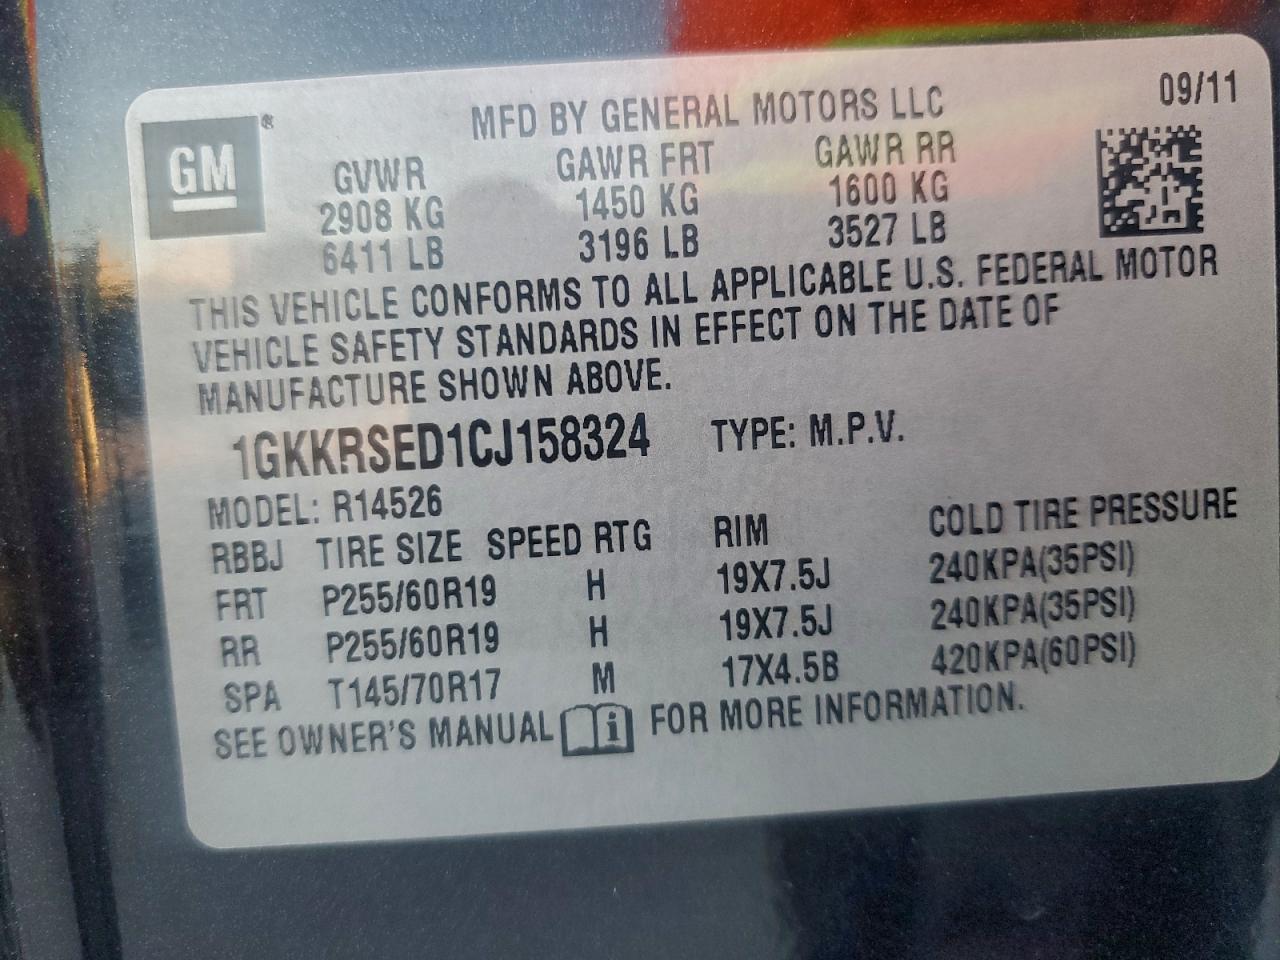 GM®
MFD BY GENERAL MOTORS LLC 09/11
GVWR GAWR FRT GAWR RR
2908 KG 1450 KG 1600 KG
6411 LB 3196 LB 3527 LB
THIS VEHICLE CONFORMS TO ALL APPLICABLE U.S. FEDERAL MOTOR
VEHICLE SAFETY STANDARDS IN EFFECT ON THE DATE OF
MANUFACTURE SHOWN ABOVE.
1GKKRSED1CJ158324 TYPE: M.P.V.
MODEL: R14526
RBBJ TIRE SIZE SPEED RTG RIM COLD TIRE PRESSURE
FRT P255/60R19 H 19X7.5J 240KPA(35PSI)
RR P255/60R19 H 19X7.5J 240KPA(35PSI)
SPA T145/70R17 M 17X4.5B 420KPA(60PSI)
SEE OWNER'S MANUAL i FOR MORE INFORMATION.